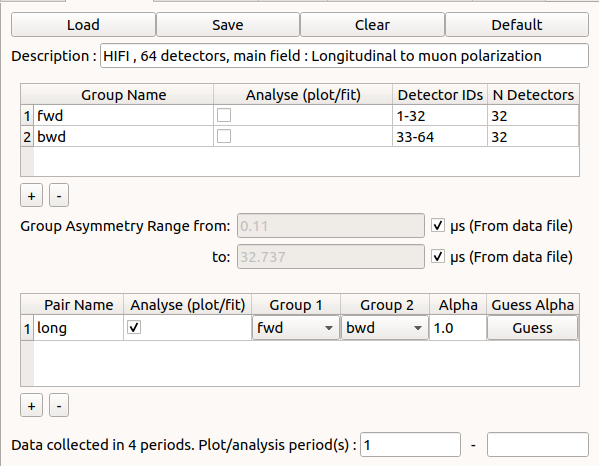 Load Save Clear Default
Description : HIFI , 64 detectors, main field : Longitudinal to muon polarization
Group Name Analyse (plot/fit) Detector IDs N Detectors
1 fwd 1-32 32
2 bwd 33-64 32
+ -
Group Asymmetry Range from: 0.11 μs (From data file)
to: 32.737 μs (From data file)
Pair Name Analyse (plot/fit) Group 1 Group 2 Alpha Guess Alpha
1 long fwd bwd 1.0 Guess
+ -
Data collected in 4 periods. Plot/analysis period(s) : 1 -